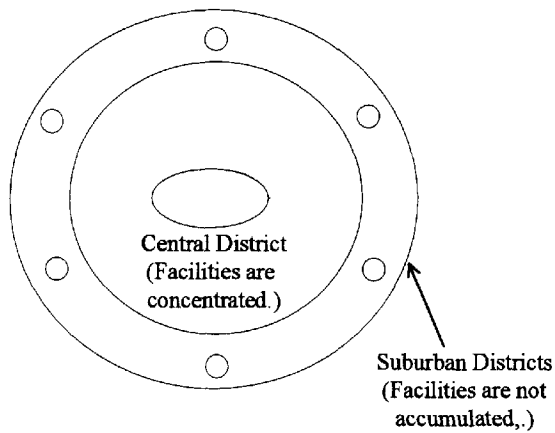 Central District
(Facilities are
concentrated.)
Suburban Districts
(Facilities are not
accumulated,.)